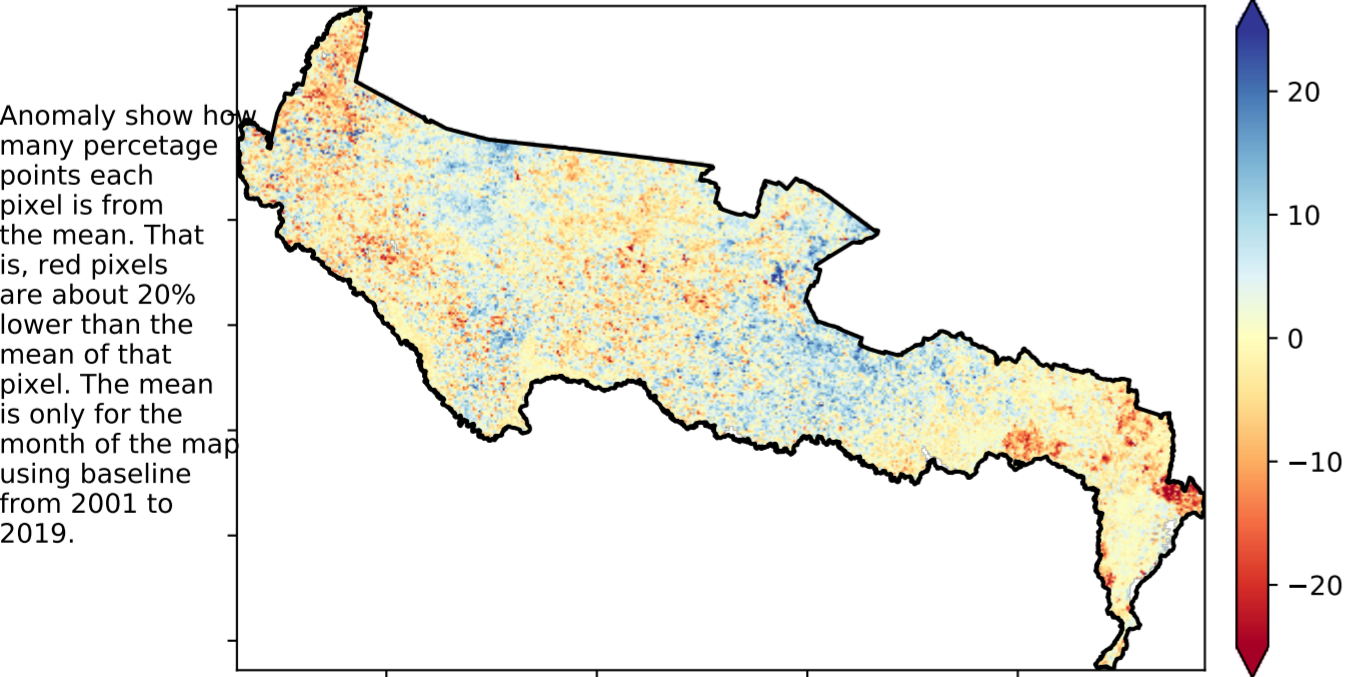 Anomaly show how
many percetage
points each
pixel is from
the mean. That
is, red pixels
are about 20%
lower than the
mean of that
pixel. The mean
is only for the
month of the map
using baseline
from 2001 to
2019.
20
10
0
−10
−20